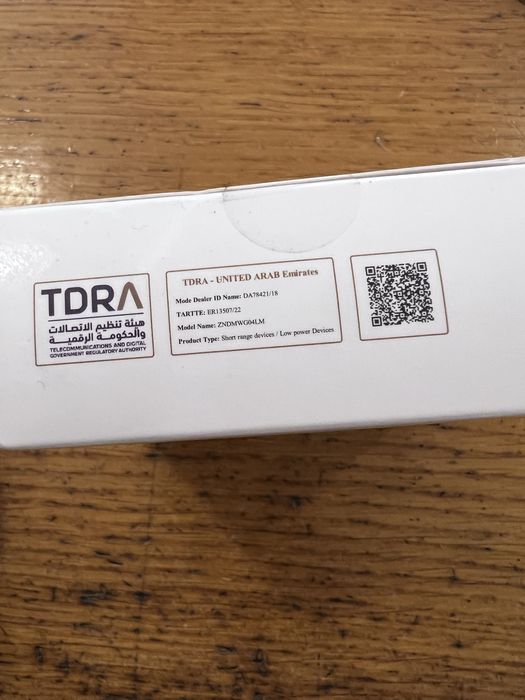 TDRA
هيئة تنظيم الاتصالات
والحكومة الرقمية
TELECOMMUNICATIONS AND DIGITAL
GOVERNMENT REGULATORY AUTHORITY
TDRA - UNITED ARAB Emirates
Mode Dealer ID Name: DA78421/18
TARTTE: ER13507/22
Model Name: ZNDMWG04LM
Product Type: Short range devices / Low power Devices